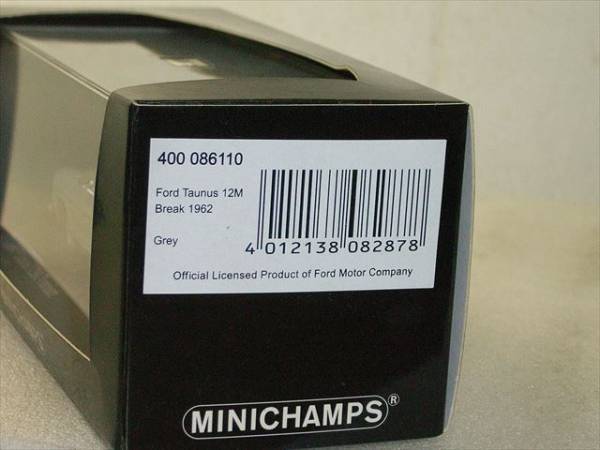 400 086110
Ford Taunus 12M
Break 1962
Grey
4 012138 082878
Official Licensed Product of Ford Motor Company
MINICHAMPS®